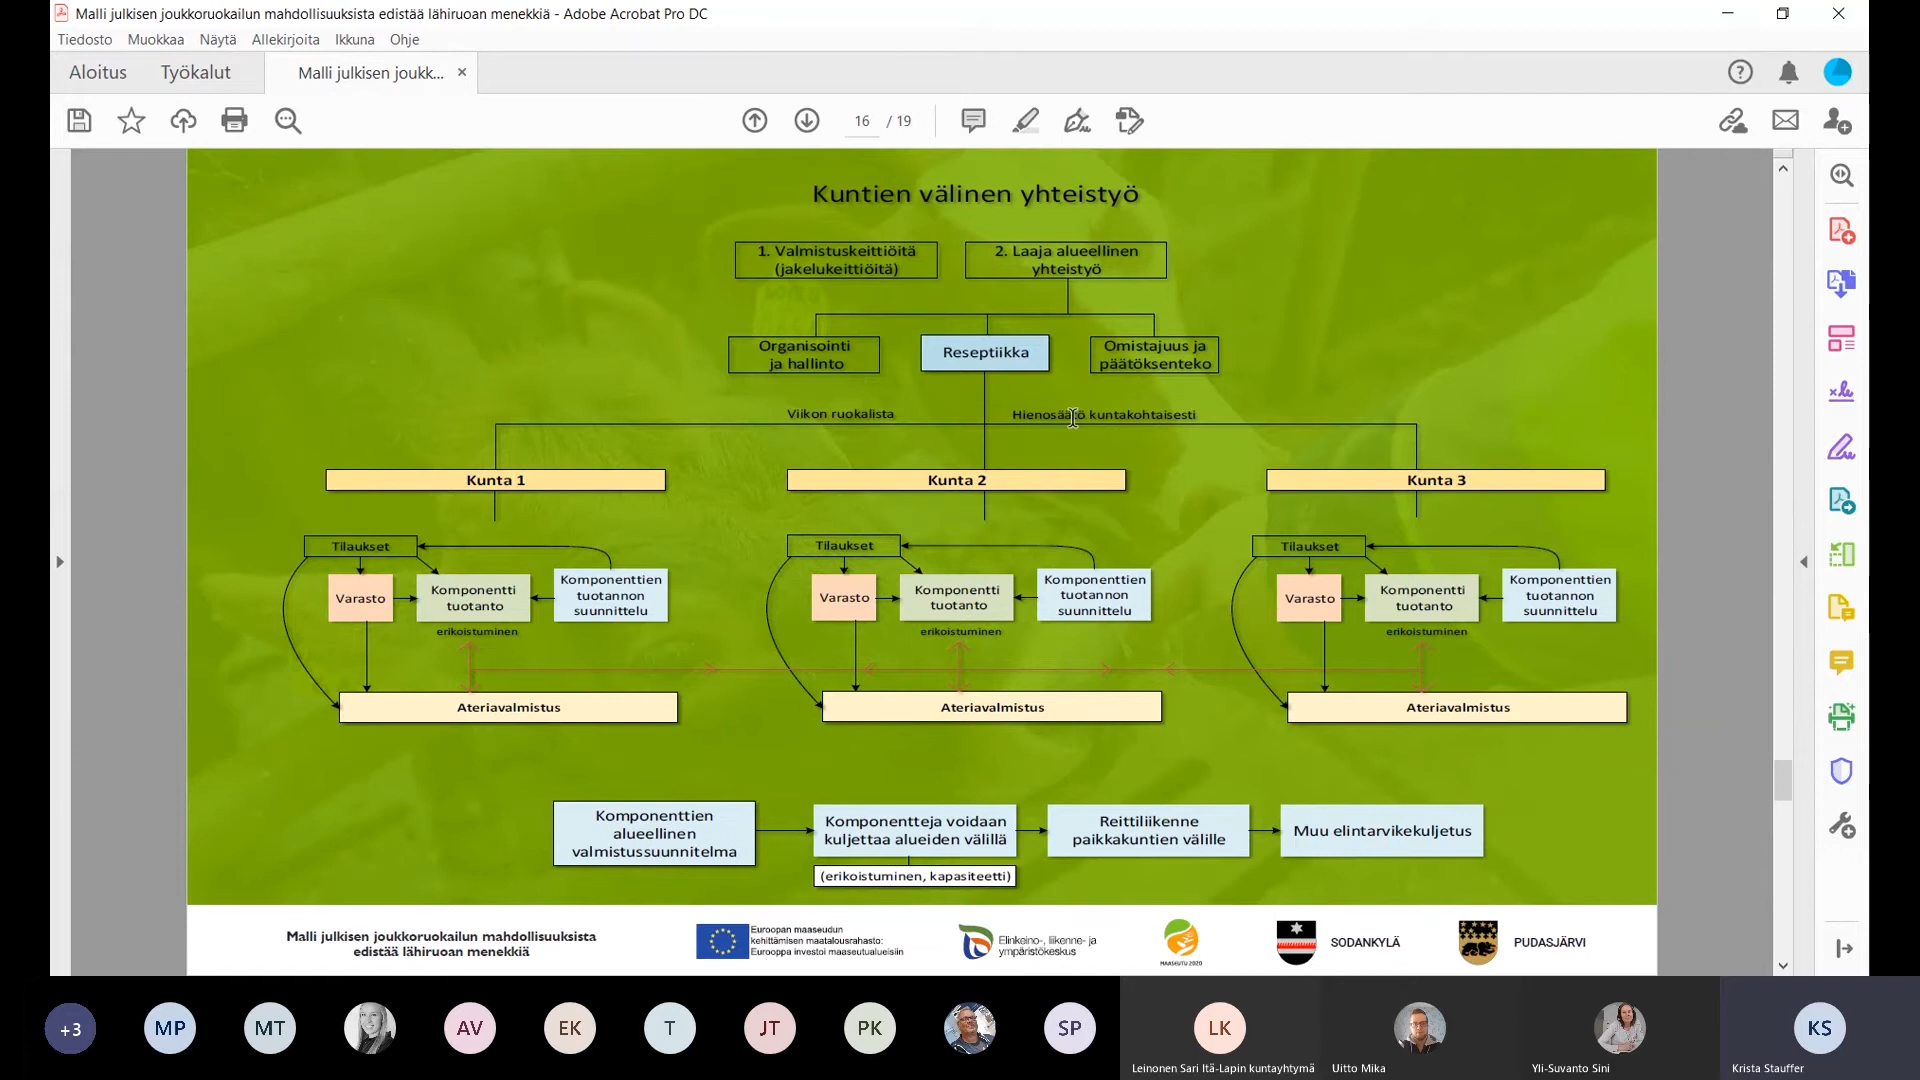 Malli julkisen joukkoruokailun mahdollisuuksista edistää lähiruoan menekkiä - Adobe Acrobat Pro DC
Tiedosto Muokkaa Näytä Allekirjoita Ikkuna Ohje
Aloitus Työkalut Malli julkisen joukk... ×
16 / 19
Kuntien välinen yhteistyö
1. Valmistuskeittiöitä
(jakelukeittiöitä)
2. Laaja alueellinen
yhteistyö
Organisointi
ja hallinto
Reseptiikka
Omistajuus ja
päätöksenteko
Viikon ruokalista
Hienosäätö kuntakohtaisesti
Kunta 1
Kunta 2
Kunta 3
Tilaukset
Varasto
Komponentti
tuotanto
Komponenttien
tuotannon
suunnittelu
erikoistuminen
Ateriavalmistus
Tilaukset
Varasto
Komponentti
tuotanto
Komponenttien
tuotannon
suunnittelu
erikoistuminen
Ateriavalmistus
Tilaukset
Varasto
Komponentti
tuotanto
Komponenttien
tuotannon
suunnittelu
erikoistuminen
Ateriavalmistus
Komponenttien
alueellinen
valmistussuunnitelma
Komponentteja voidaan
kuljettaa alueiden välillä
(erikoistuminen, kapasiteetti)
Reittiliikenne
paikkakuntien välille
Muu elintarvikekuljetus
Malli julkisen joukkoruokailun mahdollisuuksista
edistää lähiruoan menekkiä
Euroopan maaseudun
kehittämisen maatalousrahasto:
Eurooppa investoi maaseutualueisiin
Elinkeino-, liikenne- ja
ympäristökeskus
MAASEUTU 2020
SODANKYLÄ
PUDASJÄRVI
+3 MP MT AV EK T JT PK SP LK KS
Leinonen Sari Itä-Lapin kuntayhtymä
Uitto Mika
Yli-Suvanto Sini
Krista Stauffer